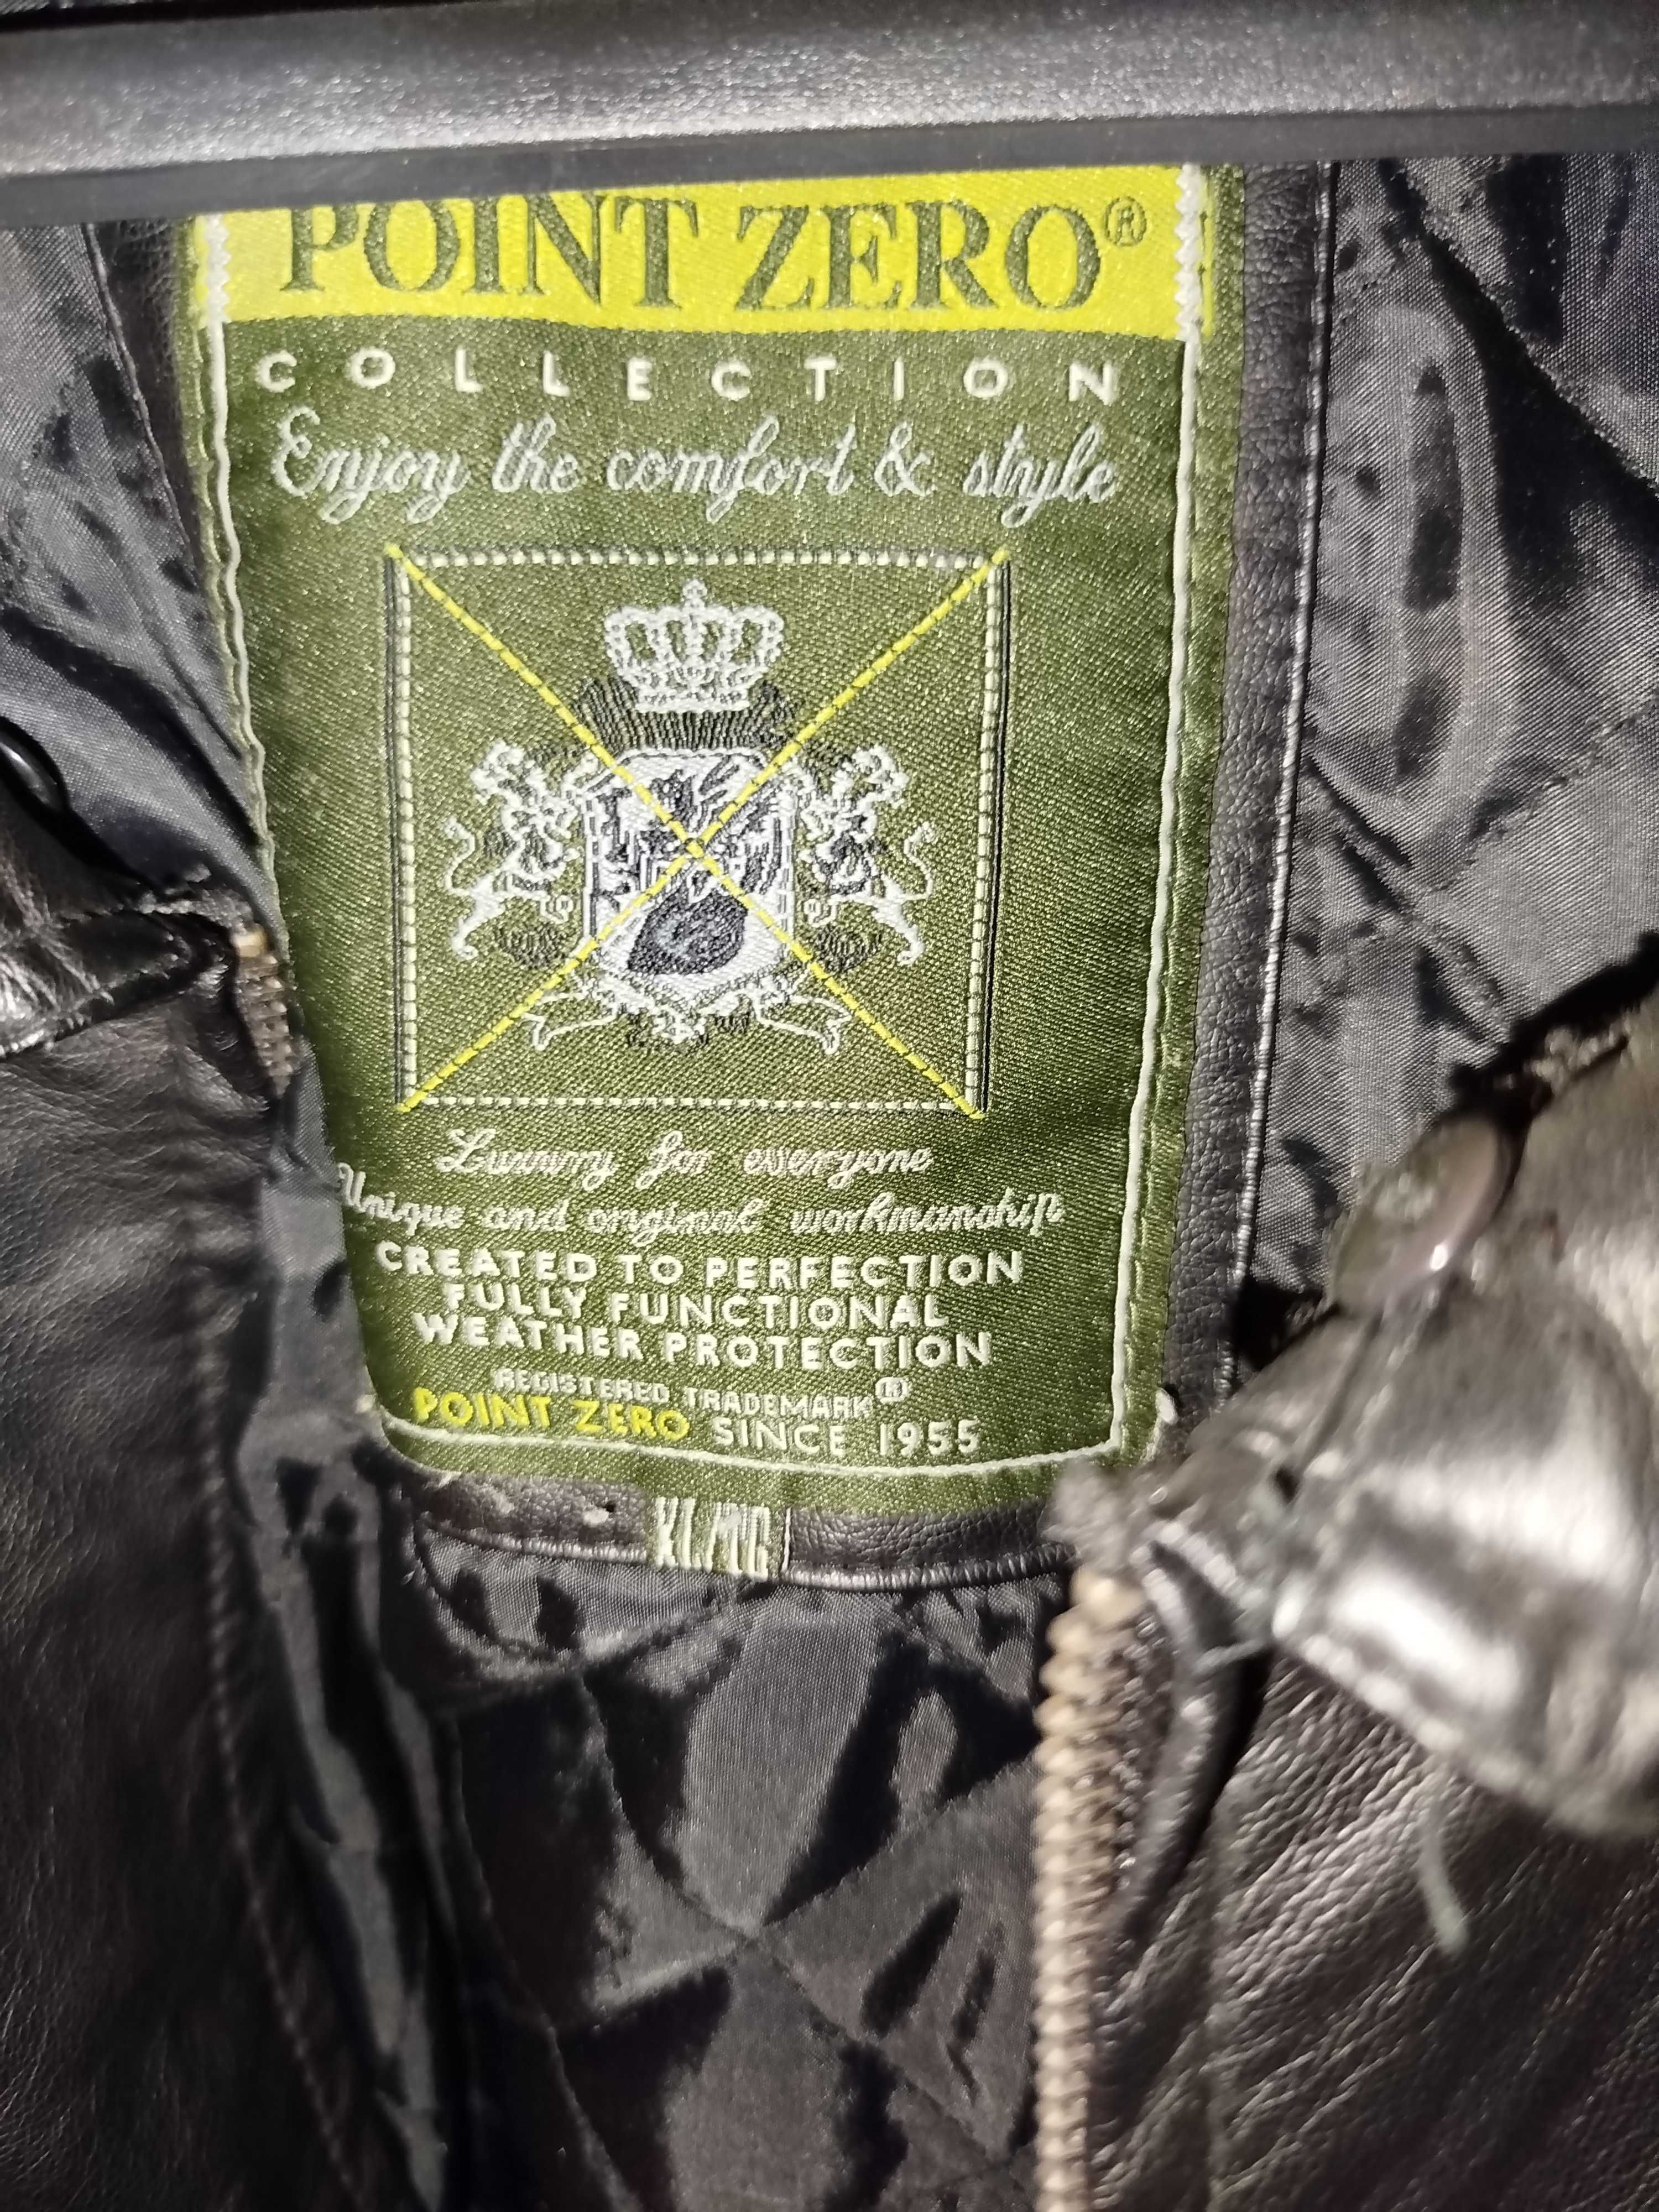 POINT ZERO®
COLLECTION
Enjoy the comfort & style
Luxury for everyone
Unique and original workmanship
CREATED TO PERFECTION
FULLY FUNCTIONAL
WEATHER PROTECTION
REGISTERED TRADEMARK®
POINT ZERO SINCE 1955
XL/TG